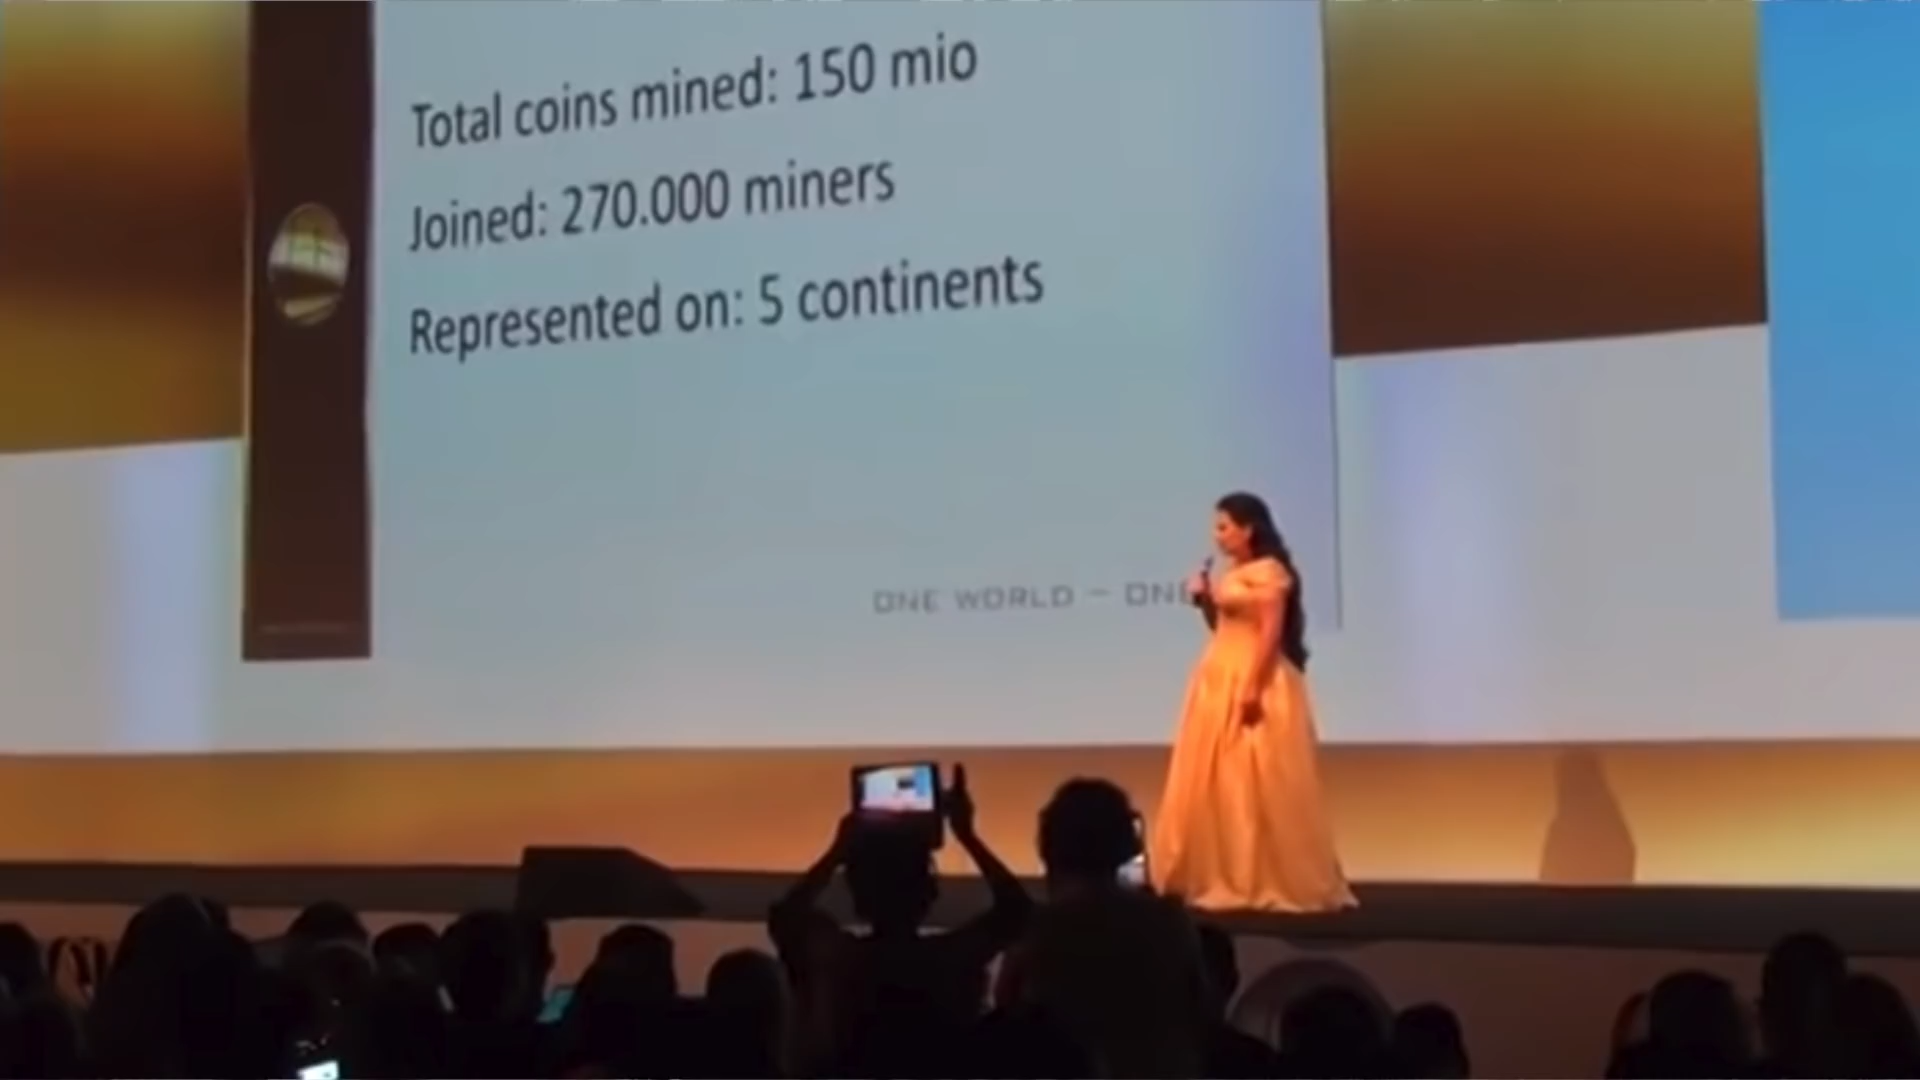 Total coins mined: 150 mio
Joined: 270.000 miners
Represented on: 5 continents
ONE WORLD – ONE